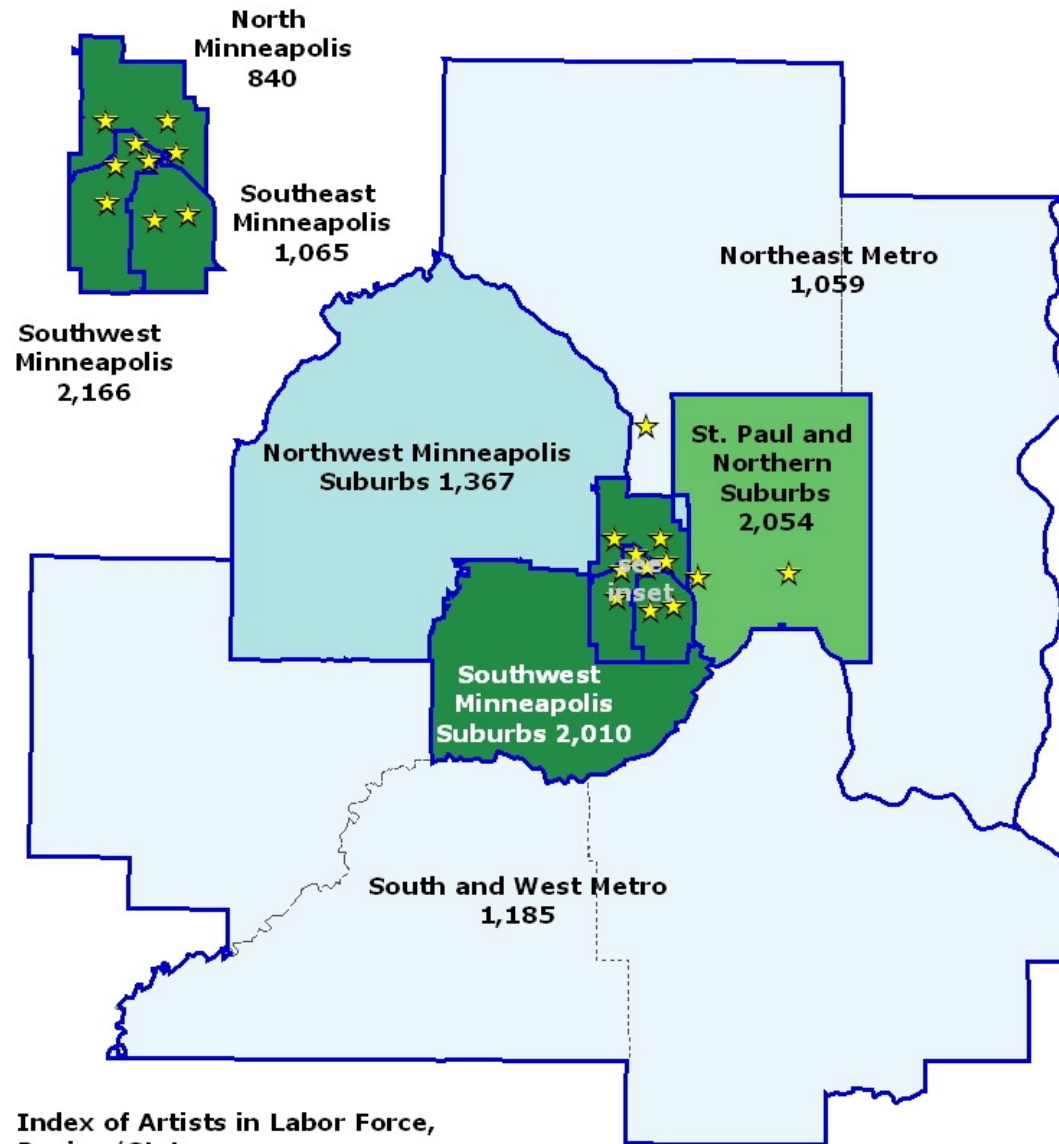 North
Minneapolis
840
Southeast
Minneapolis
1,065
Southwest
Minneapolis
2,166
Northeast Metro
1,059
Northwest Minneapolis
Suburbs 1,367
St. Paul and
Northern
Suburbs
2,054
see
inset
Southwest
Minneapolis
Suburbs 2,010
South and West Metro
1,185
Index of Artists in Labor Force,